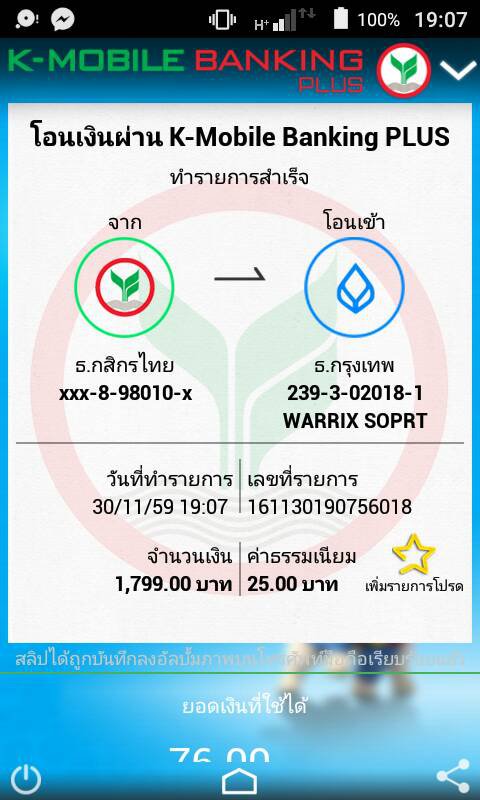 H+ 100% 19:07
K-MOBILE BANKING
PLUS
โอนเงินผ่าน K-Mobile Banking PLUS
ทำรายการสำเร็จ
จาก โอนเข้า
ธ.กสิกรไทย ธ.กรุงเทพ
xxx-8-98010-x 239-3-02018-1
WARRIX SOPRT
วันที่ทำรายการ เลขที่รายการ
30/11/59 19:07 161130190756018
จำนวนเงิน ค่าธรรมเนียม
1,799.00 บาท 25.00 บาท เพิ่มรายการโปรด
สลิปได้ถูกบันทึกลงอัลบั้มภาพบนโทรศัพท์มือถือเรียบร้อยแล้ว
ยอดเงินที่ใช้ได้
76.00